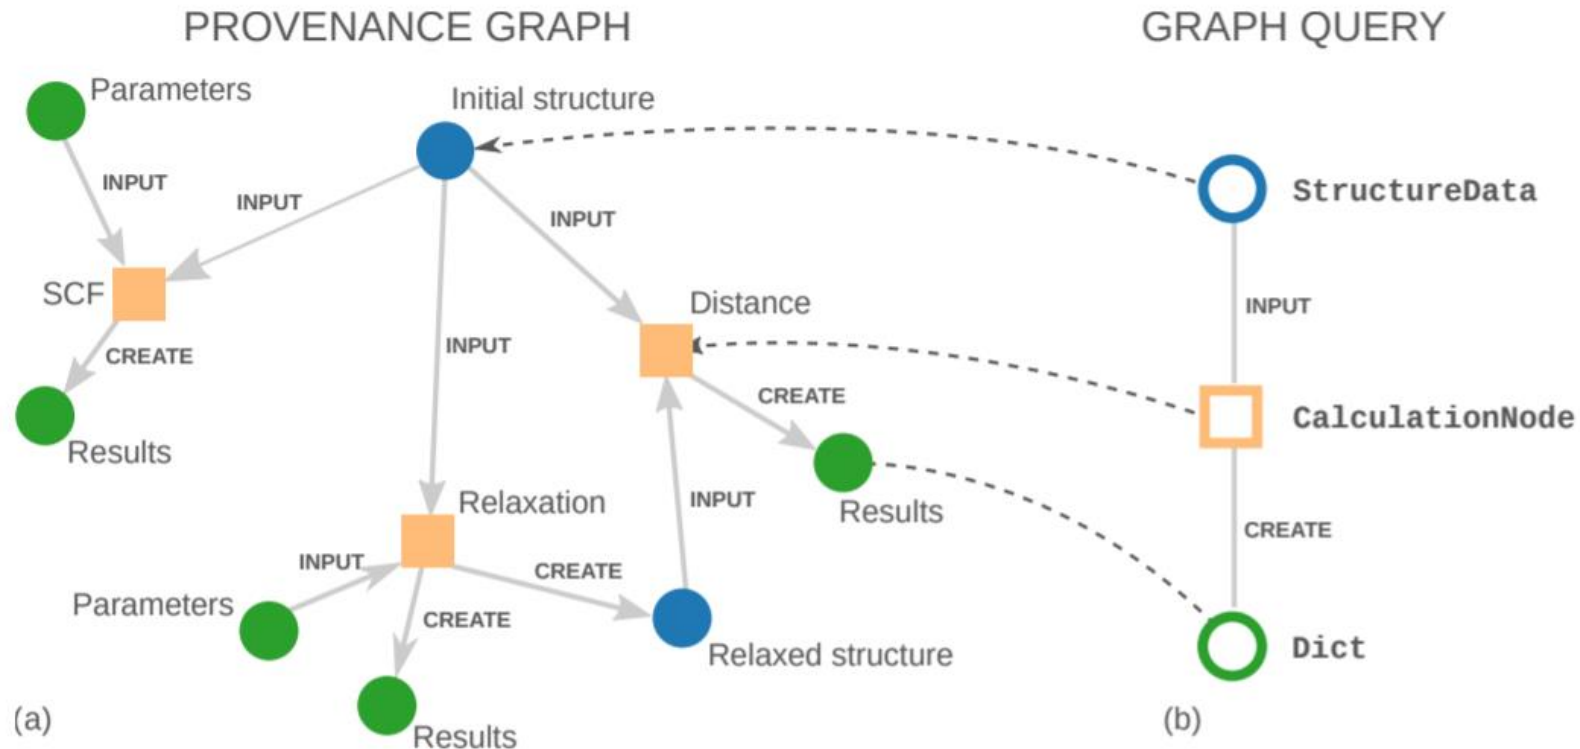 PROVENANCE GRAPH
GRAPH QUERY
Parameters
Initial structure
INPUT
INPUT
INPUT
StructureData
SCF
Distance
INPUT
CREATE
INPUT
CREATE
CalculationNode
Results
Relaxation
INPUT
Results
CREATE
INPUT
CREATE
Parameters
CREATE
Relaxed structure
Dict
(a)
Results
(b)